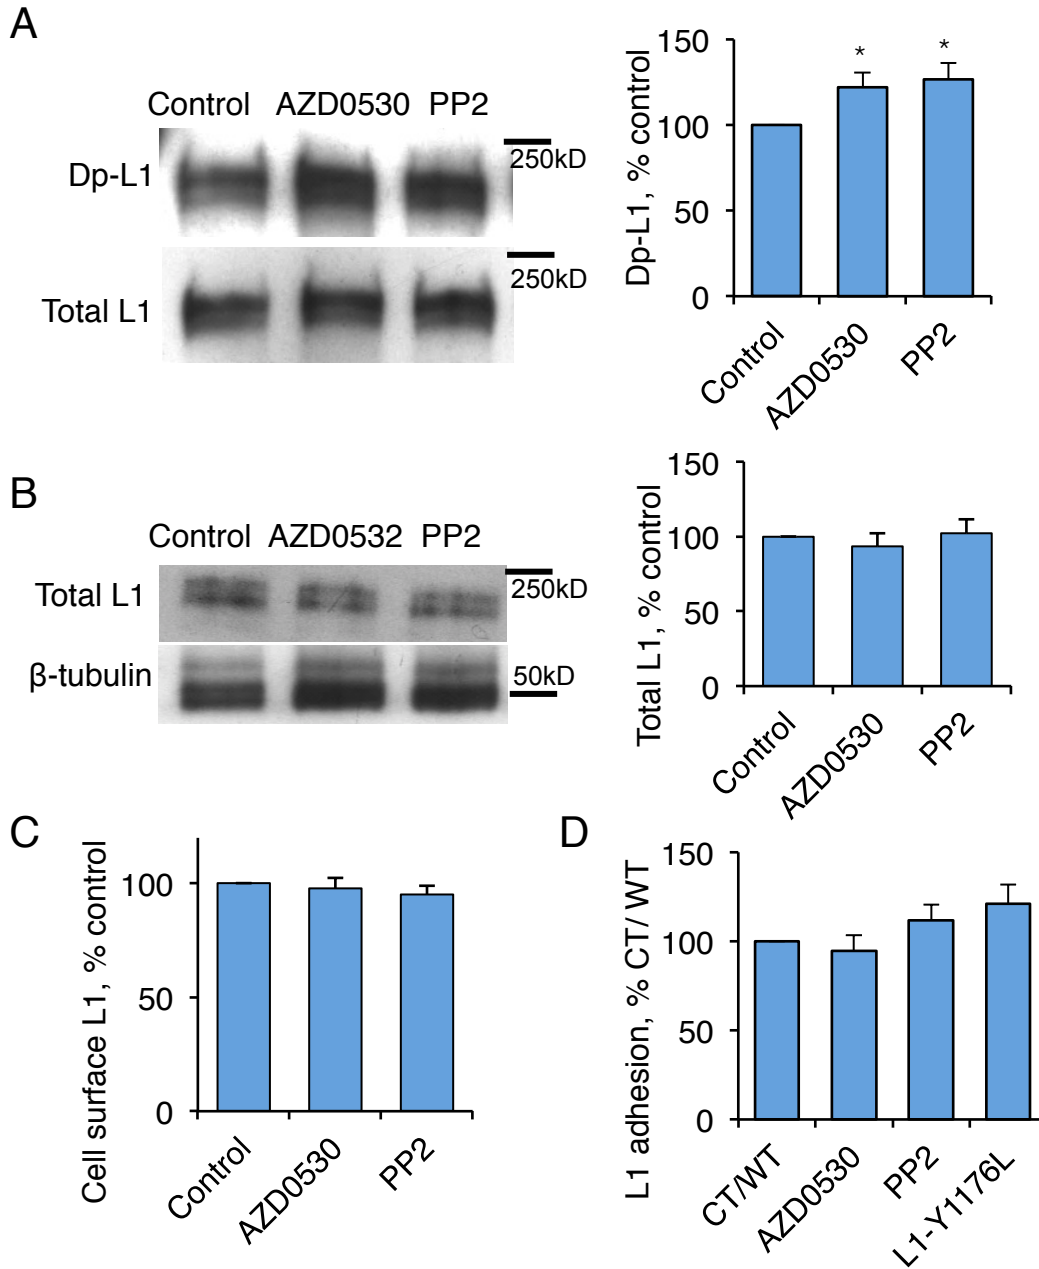 A
Control AZD0530 PP2
Dp-L1
250kD
Total L1
250kD
Dp-L1, % control
150
100
50
0
*
*
Control
AZD0530
PP2
B
Control AZD0532 PP2
Total L1
250kD
β-tubulin
50kD
Total L1, % control
150
100
50
0
Control
AZD0530
PP2
C
Cell surface L1, % control
100
50
0
Control
AZD0530
PP2
D
L1 adhesion, % CT/ WT
150
100
50
0
CT/WT
AZD0530
PP2
L1-Y1176L